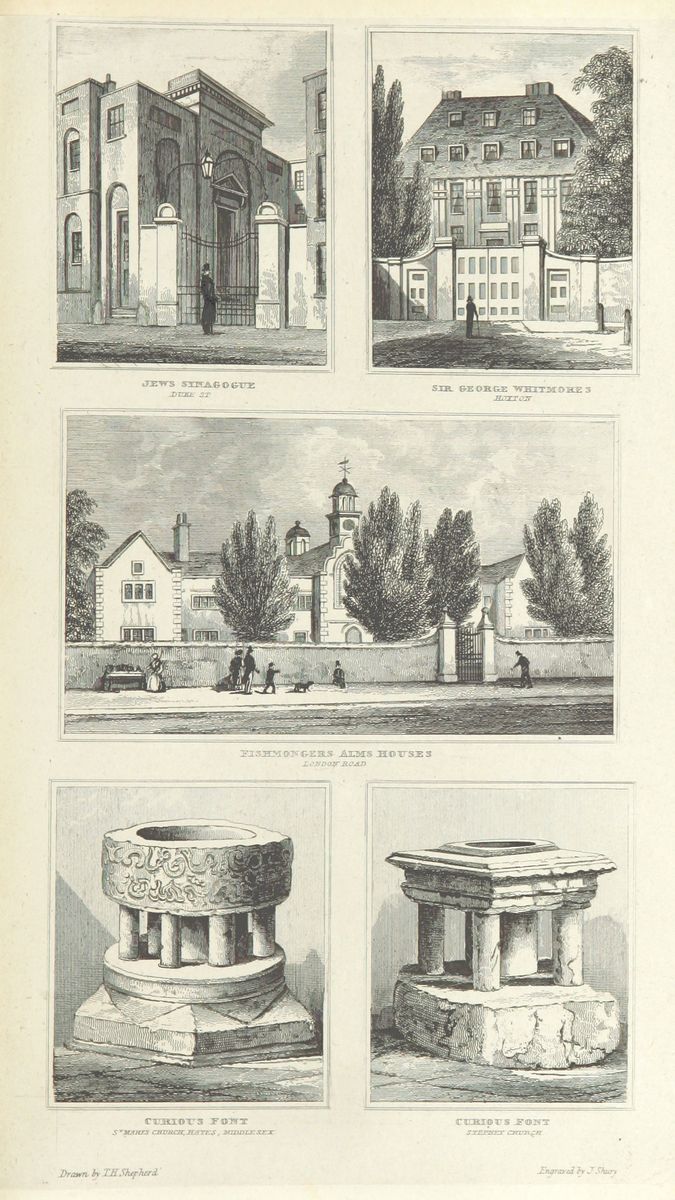 JEWS SYNAGOGUE
DUKE ST
SIR GEORGE WHITMORES
HOXTON
FISHMONGERS ALMS HOUSES
LONDON ROAD
CURIOUS FONT
ST MARYS CHURCH, HAYES, MIDDLESEX
CURIOUS FONT
STEPNEY CHURCH
Drawn by T.H. Shepherd
Engraved by J. Shury